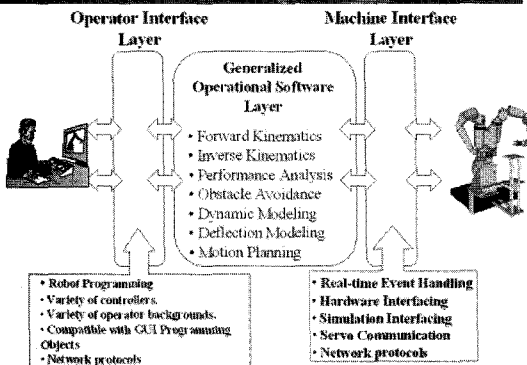 Operator Interface
Layer
Machine Interface
Layer
Generalized
Operational Software
Layer
• Forward Kinematics
• Inverse Kinematics
• Performance Analysis
• Obstacle Avoidance
• Dynamic Modeling
• Deflection Modeling
• Motion Planning
• Robot Programming
• Variety of controllers.
• Variety of operator backgrounds.
• Compatible with GUI Programming
Objects
• Network protocols
• Real-time Event Handling
• Hardware Interfacing
• Simulation Interfacing
• Servo Communication
• Network protocols